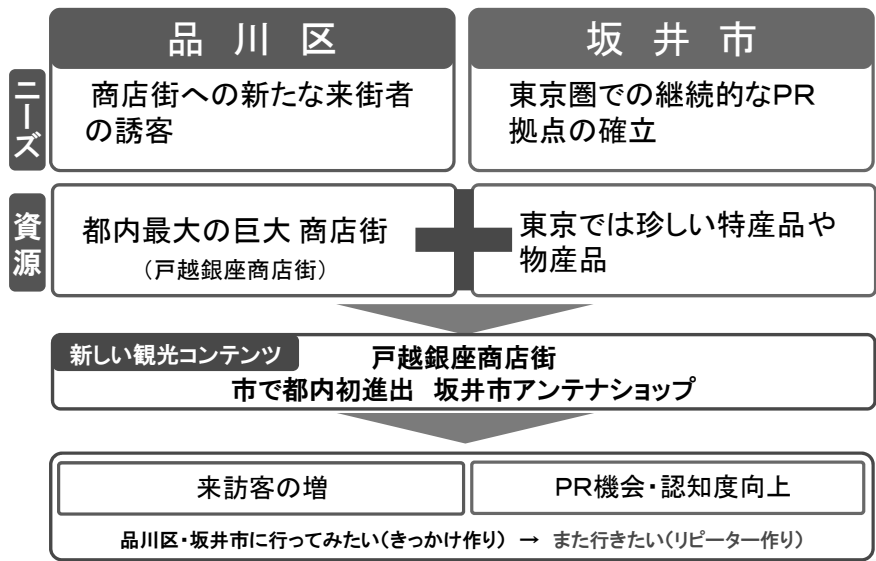 品川区
坂井市
ニーズ
商店街への新たな来街者
の誘客
東京圏での継続的なPR
拠点の確立
資源
都内最大の巨大 商店街
（戸越銀座商店街）
東京では珍しい特産品や
物産品
新しい観光コンテンツ
戸越銀座商店街
市で都内初進出 坂井市アンテナショップ
来訪客の増
PR機会・認知度向上
品川区・坂井市に行ってみたい（きっかけ作り） → また行きたい（リピーター作り）